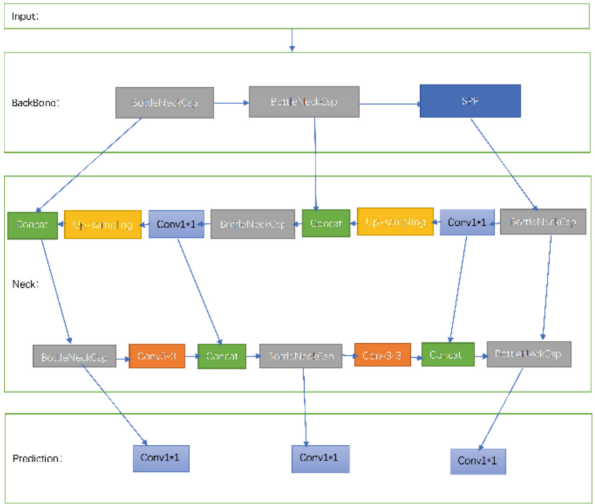 Input:
BackBone:
BottleNeckCsp
BottleNeckCsp
SPP
Concat
Up-sampling
Conv1*1
BottleNeckCsp
Concat
Up-sampling
Conv1*1
BottleNeckCsp
Neck:
BottleNeckCsp
Conv3*3
Concat
BottleNeckCsp
Conv3*3
Concat
BottleNeckCsp
Prediction:
Conv1*1
Conv1*1
Conv1*1